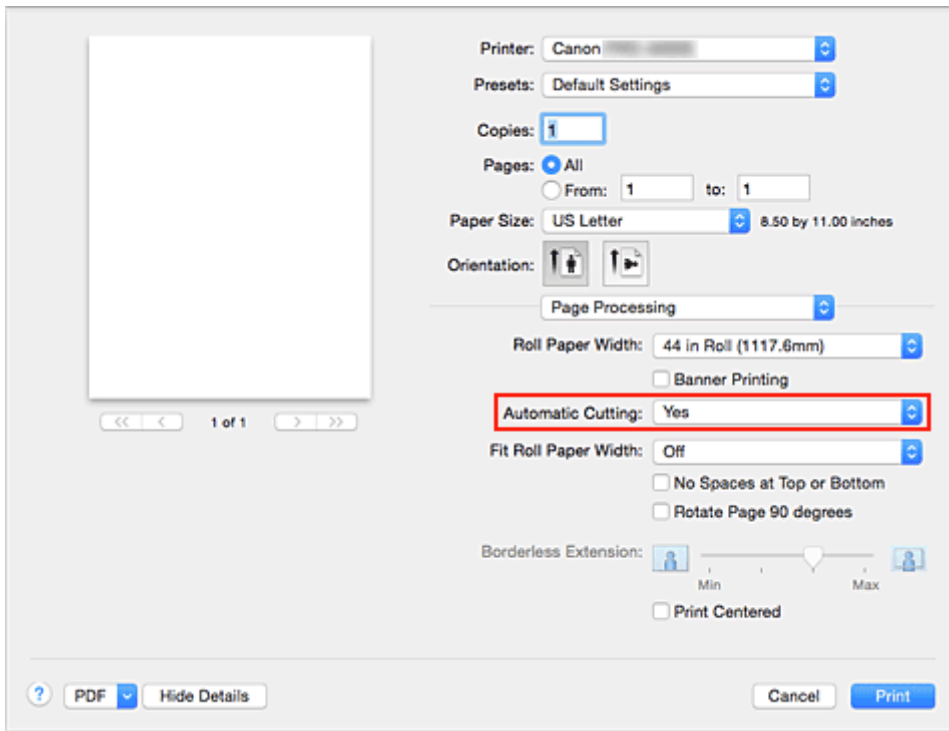 Printer: Canon
Presets: Default Settings
Copies: 1
Pages: All
From: 1 to: 1
Paper Size: US Letter 8.50 by 11.00 inches
Orientation:
Page Processing
Roll Paper Width: 44 in Roll (1117.6mm)
Banner Printing
<< < 1 of 1 > >>
Automatic Cutting: Yes
Fit Roll Paper Width: Off
No Spaces at Top or Bottom
Rotate Page 90 degrees
Borderless Extension:
Min Max
Print Centered
? PDF Hide Details Cancel Print